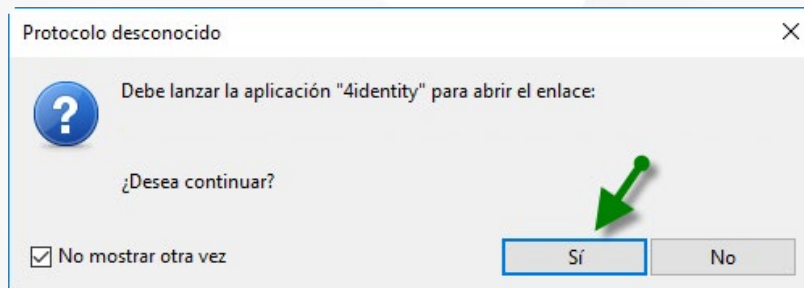 Protocolo desconocido
Debe lanzar la aplicación "4identity" para abrir el enlace:
¿Desea continuar?
No mostrar otra vez
Sí
No